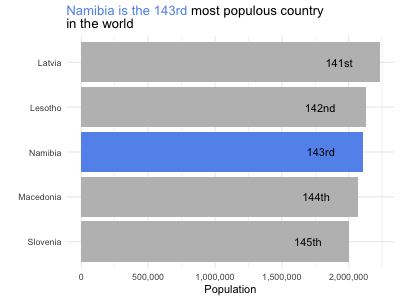 Namibia is the 143rd most populous country
in the world
Latvia
141st
Lesotho
142nd
Namibia
143rd
Macedonia
144th
Slovenia
145th
0
500,000
1,000,000
1,500,000
2,000,000
Population